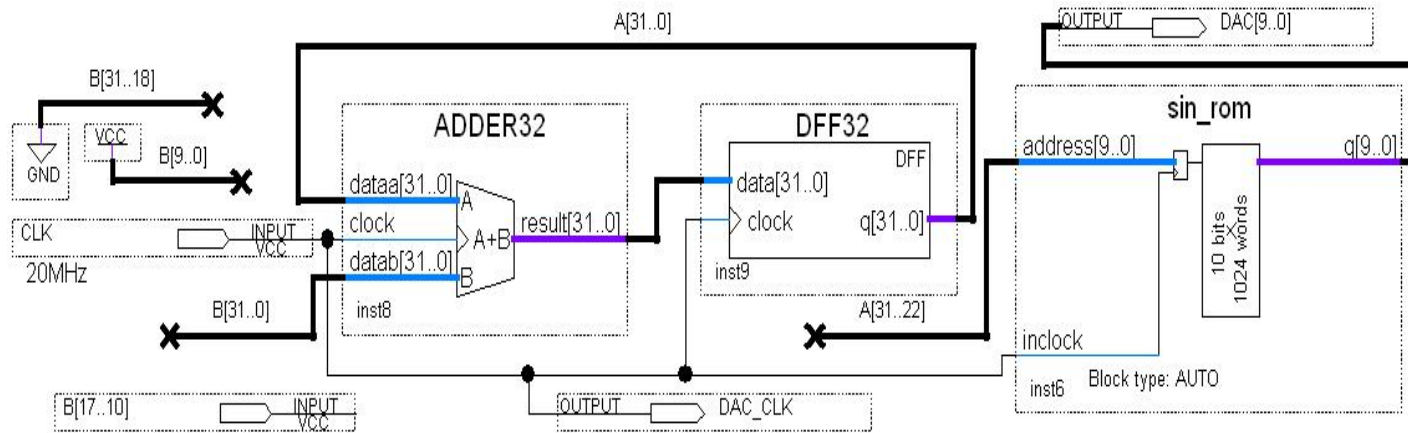 A[31..0]
OUTPUT
DAC[9..0]
B[31..18]
GND
VCC
B[9..0]
ADDER32
dataa[31..0]
A
clock
A+B
result[31..0]
datab[31..0]
B
inst8
CLK
INPUT
VCC
20MHz
B[31..0]
DFF32
DFF
data[31..0]
clock
q[31..0]
inst9
A[31..22]
sin_rom
address[9..0]
q[9..0]
10 bits
X
1024 words
inclock
inst6
Block type: AUTO
B[17..10]
INPUT
VCC
OUTPUT
DAC_CLK